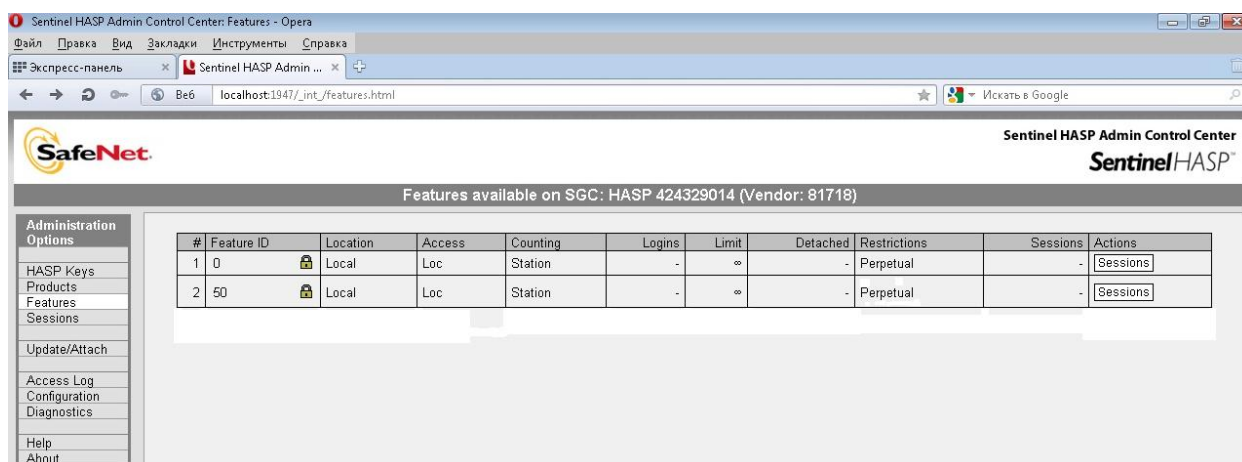 Sentinel HASP Admin Control Center: Features - Opera
Файл Правка Вид Закладки Инструменты Справка
Экспресс-панель Sentinel HASP Admin ...
Веб localhost:1947/_int_/features.html Искать в Google
SafeNet.
Sentinel HASP Admin Control Center
Sentinel HASP™
Features available on SGC: HASP 424329014 (Vendor: 81718)
Administration Options
HASP Keys
Products
Features
Sessions
Update/Attach
Access Log
Configuration
Diagnostics
Help
About
# Feature ID Location Access Counting Logins Limit Detached Restrictions Sessions Actions
1 0 Local Loc Station - ∞ - Perpetual - Sessions
2 50 Local Loc Station - ∞ - Perpetual - Sessions